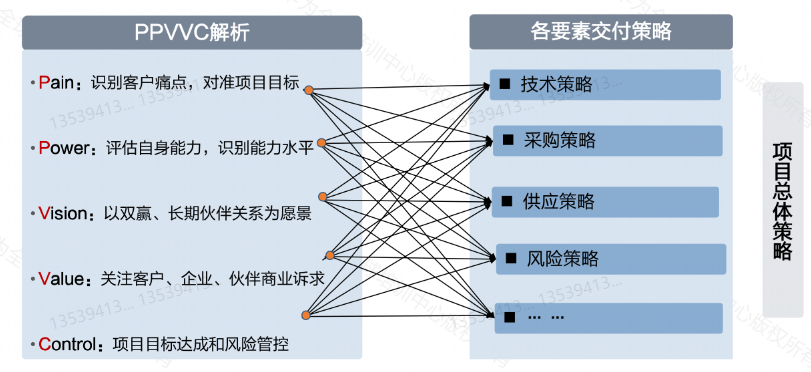 PPVVC解析
各要素交付策略
•Pain：识别客户痛点，对准项目目标
•Power：评估自身能力，识别能力水平
•Vision：以双赢、长期伙伴关系为愿景
•Value：关注客户、企业、伙伴商业诉求
•Control：项目目标达成和风险管控
■ 技术策略
■ 采购策略
■ 供应策略
■ 风险策略
■ … …
项目总体策略
13539413... 13539413...
13539413... 13539413...